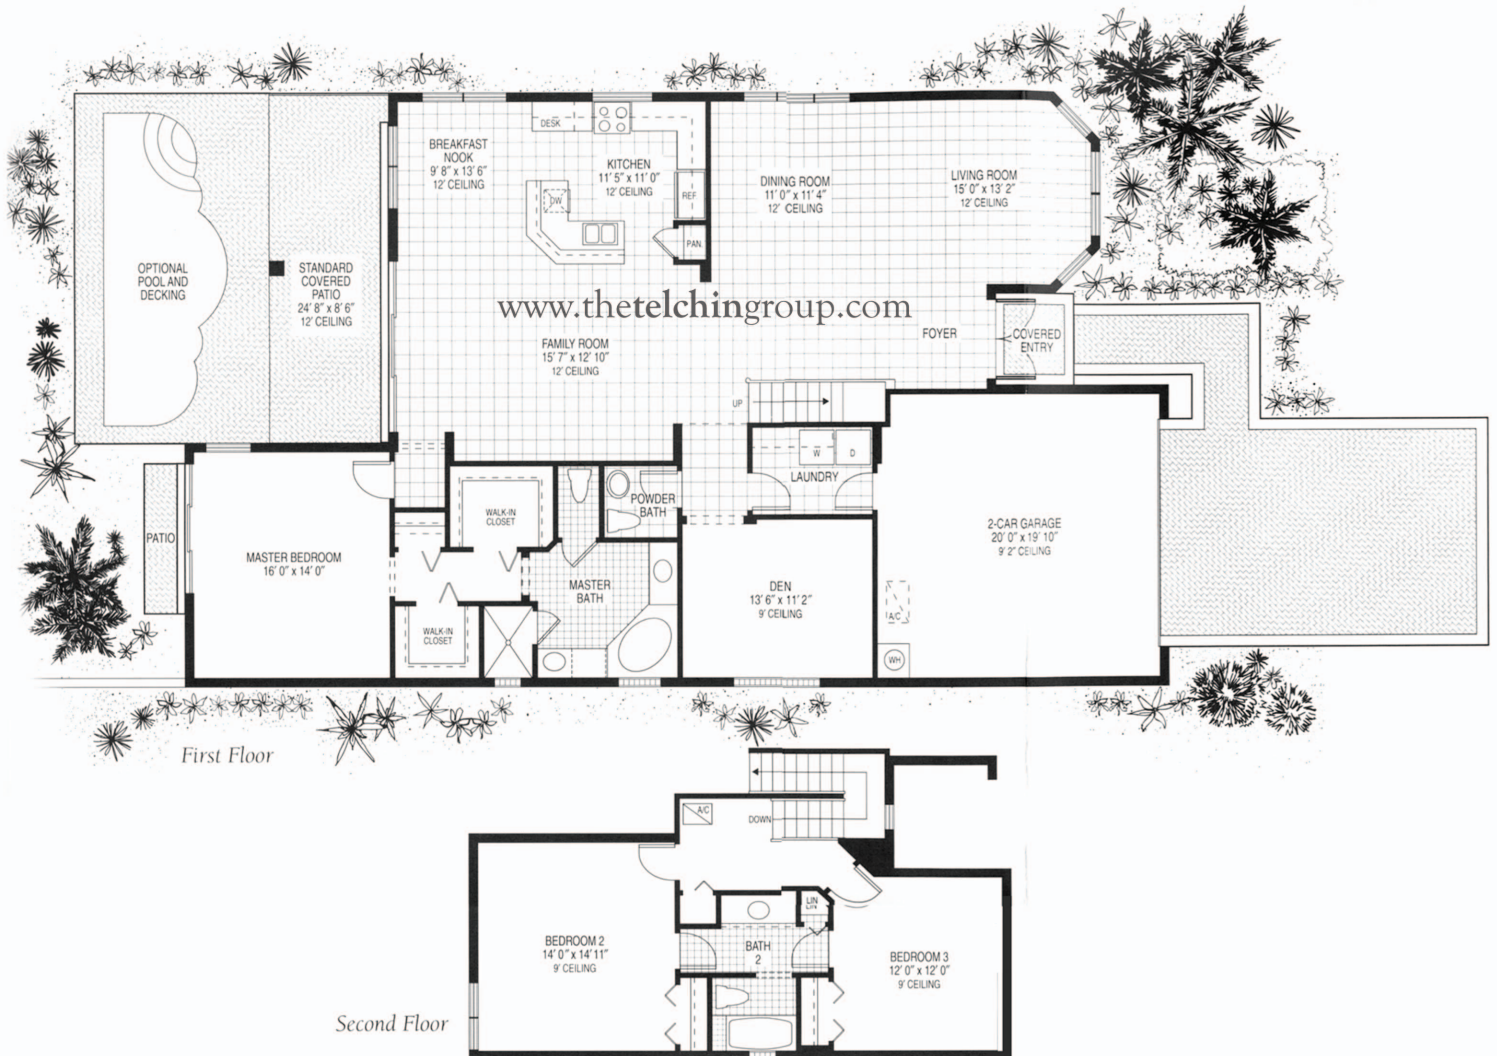 BREAKFAST
NOOK
9' 8" x 13' 6"
12' CEILING
DESK
KITCHEN
11' 5" x 11' 0"
12' CEILING
DW
REF.
PAN.
DINING ROOM
11' 0" x 11' 4"
12' CEILING
LIVING ROOM
15' 0" x 13' 2"
12' CEILING
OPTIONAL
POOL AND
DECKING
STANDARD
COVERED
PATIO
24' 8" x 8' 6"
12' CEILING
www.thetelchingroup.com
FAMILY ROOM
15' 7" x 12' 10"
12' CEILING
FOYER
COVERED
ENTRY
UP
W
D
LAUNDRY
PATIO
MASTER BEDROOM
16' 0" x 14' 0"
WALK-IN
CLOSET
POWDER
BATH
MASTER
BATH
WALK-IN
CLOSET
DEN
13' 6" x 11' 2"
9' CEILING
2-CAR GARAGE
20' 0" x 19' 10"
9' 2" CEILING
A/C
WH
First Floor
A/C
DOWN
LIN
BEDROOM 2
14' 0" x 14' 11"
9' CEILING
BATH
2
BEDROOM 3
12' 0" x 12' 0"
9' CEILING
Second Floor